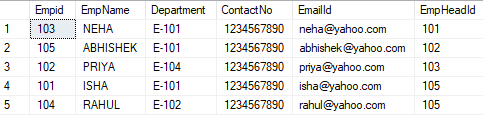 Empid EmpName Department ContactNo EmailId EmpHeadId
1 103 NEHA E-101 1234567890 neha@yahoo.com 101
2 105 ABHISHEK E-101 1234567890 abhishek@yahoo.com 102
3 102 PRIYA E-104 1234567890 priya@yahoo.com 103
4 101 ISHA E-101 1234567890 isha@yahoo.com 105
5 104 RAHUL E-102 1234567890 rahul@yahoo.com 105